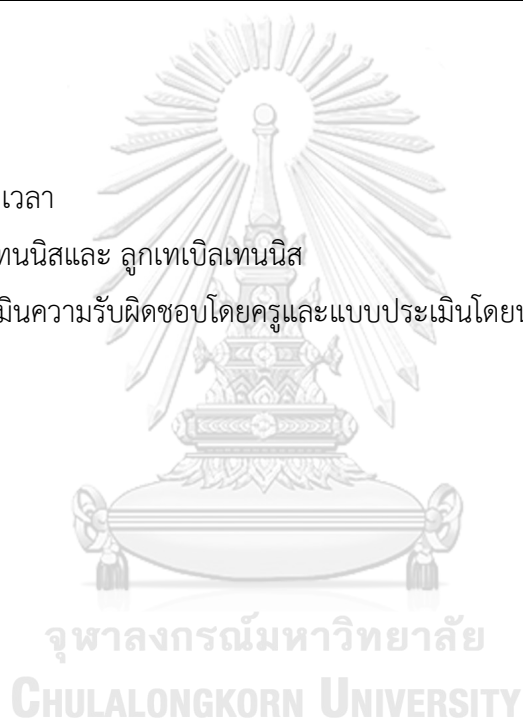 เวลา
ทนนิสและ ลูกเทเบิลเทนนิส
มินความรับผิดชอบโดยครูและแบบประเมินโดย
จุฬาลงกรณ์มหาวิทยาลัย
CHULALONGKORN UNIVERSITY